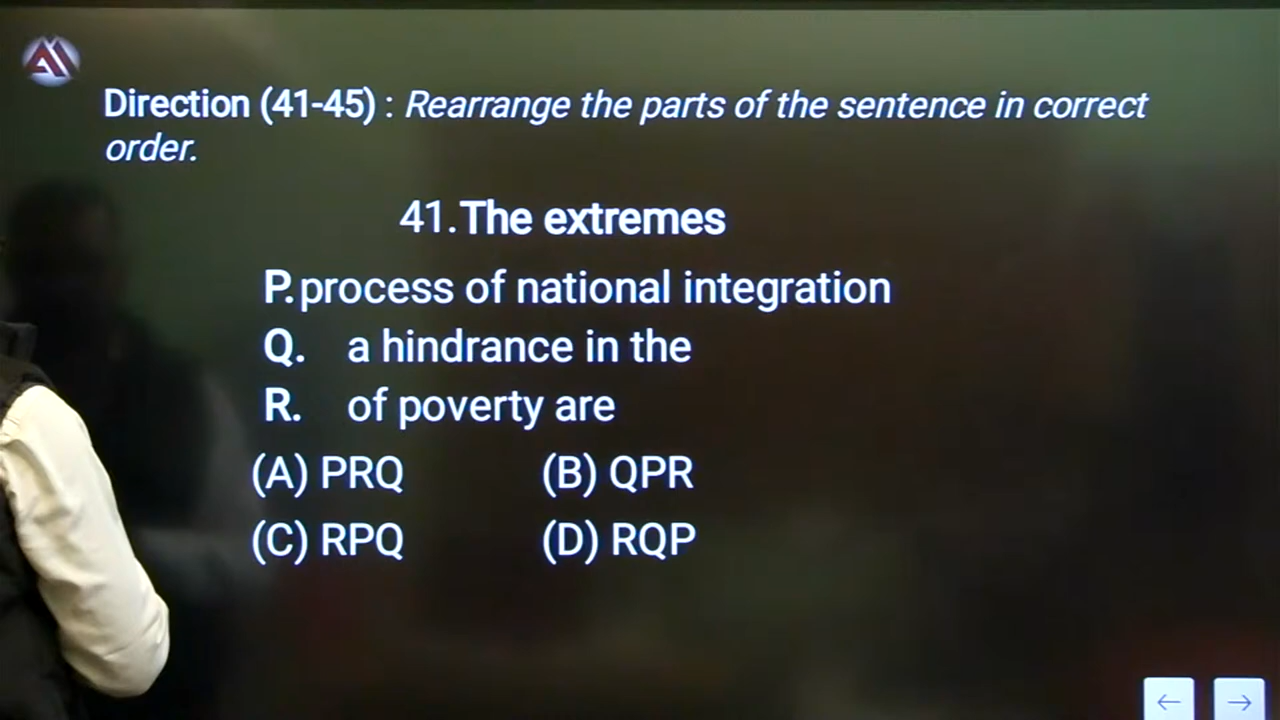 Direction (41-45) : Rearrange the parts of the sentence in correct
order.
41.The extremes
P.process of national integration
Q. a hindrance in the
R. of poverty are
(A) PRQ (B) QPR
(C) RPQ (D) RQP